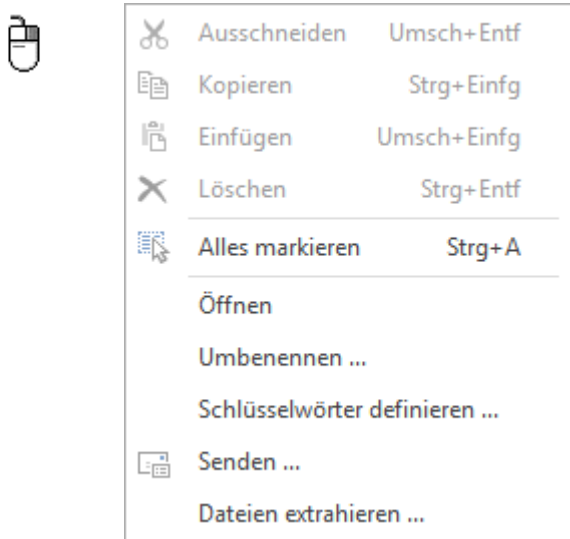 Ausschneiden Umsch+Entf
Kopieren Strg+Einfg
Einfügen Umsch+Einfg
Löschen Strg+Entf
Alles markieren Strg+A
Öffnen
Umbenennen ...
Schlüsselwörter definieren ...
Senden ...
Dateien extrahieren ...